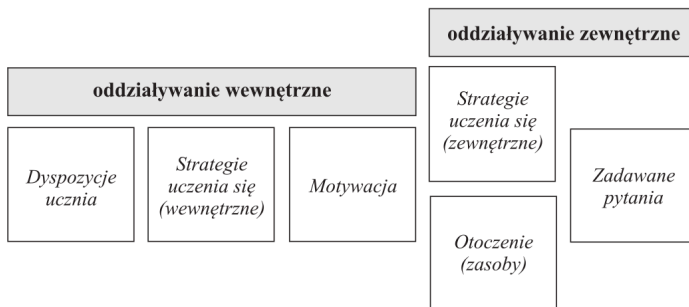 oddziaływanie zewnętrzne
oddziaływanie wewnętrzne
Dyspozycje
ucznia
Strategie
uczenia się
(wewnętrzne)
Motywacja
Strategie
uczenia się
(zewnętrzne)
Otoczenie
(zasoby)
Zadawane
pytania